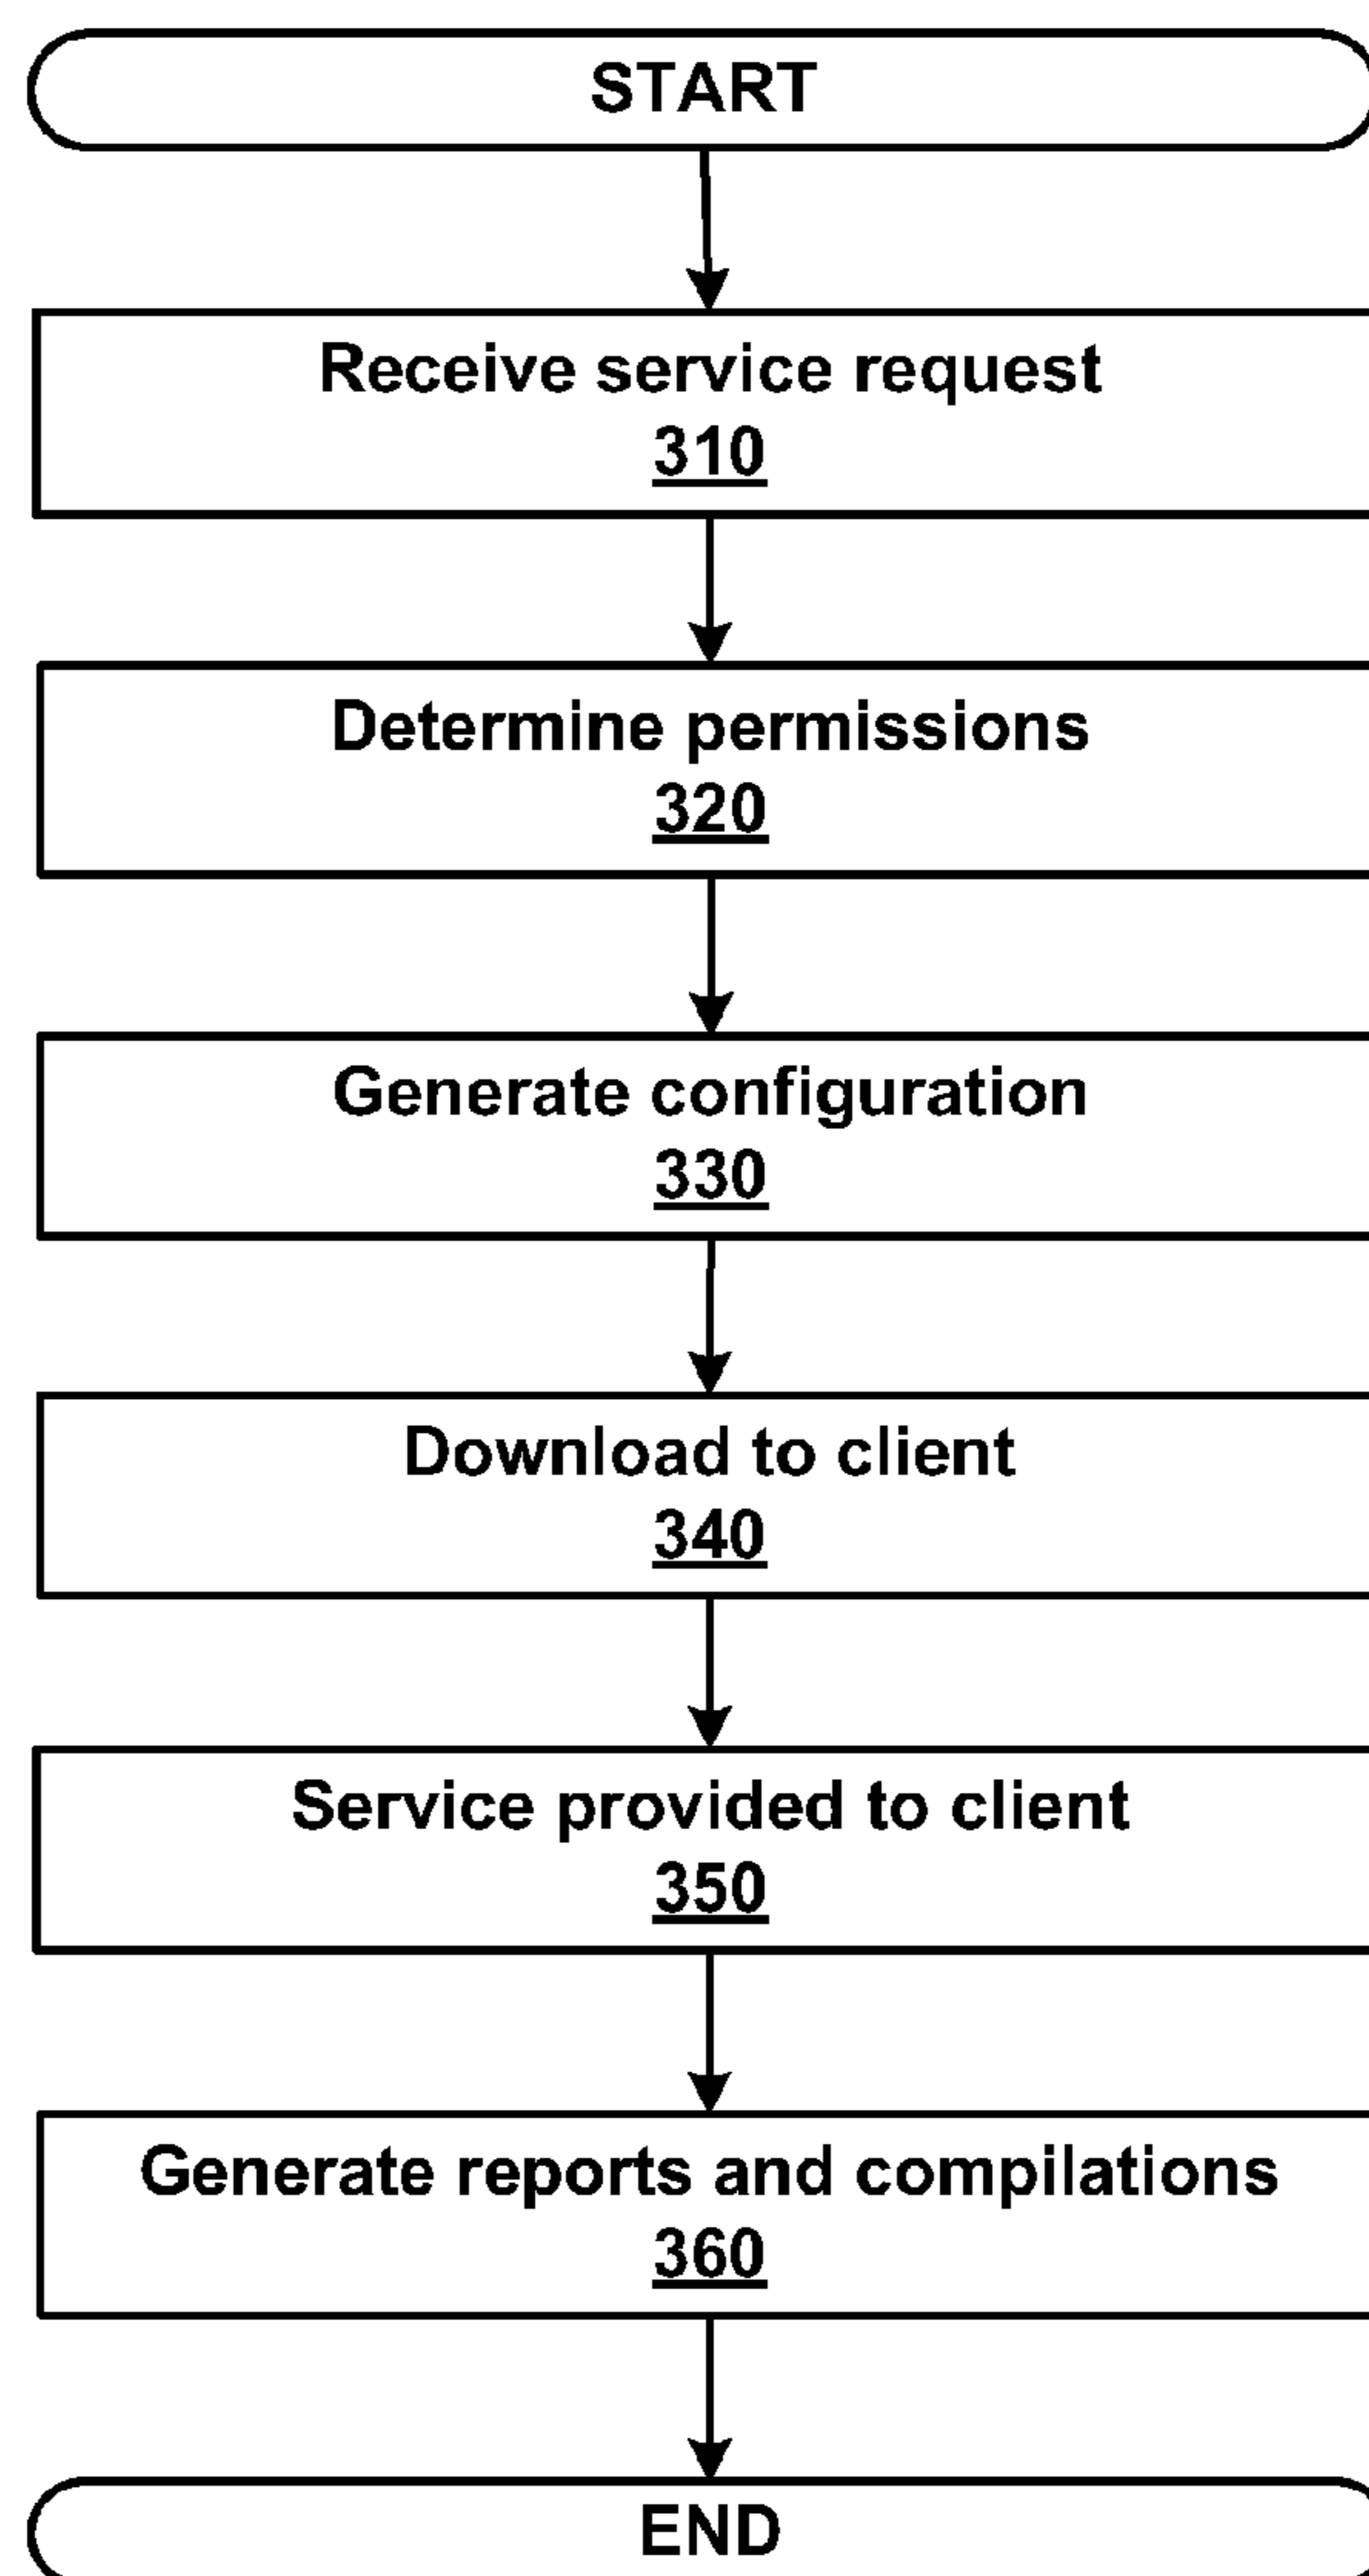 START
Receive service request
310
Determine permissions
320
Generate configuration
330
Download to client
340
Service provided to client
350
Generate reports and compilations
360
END